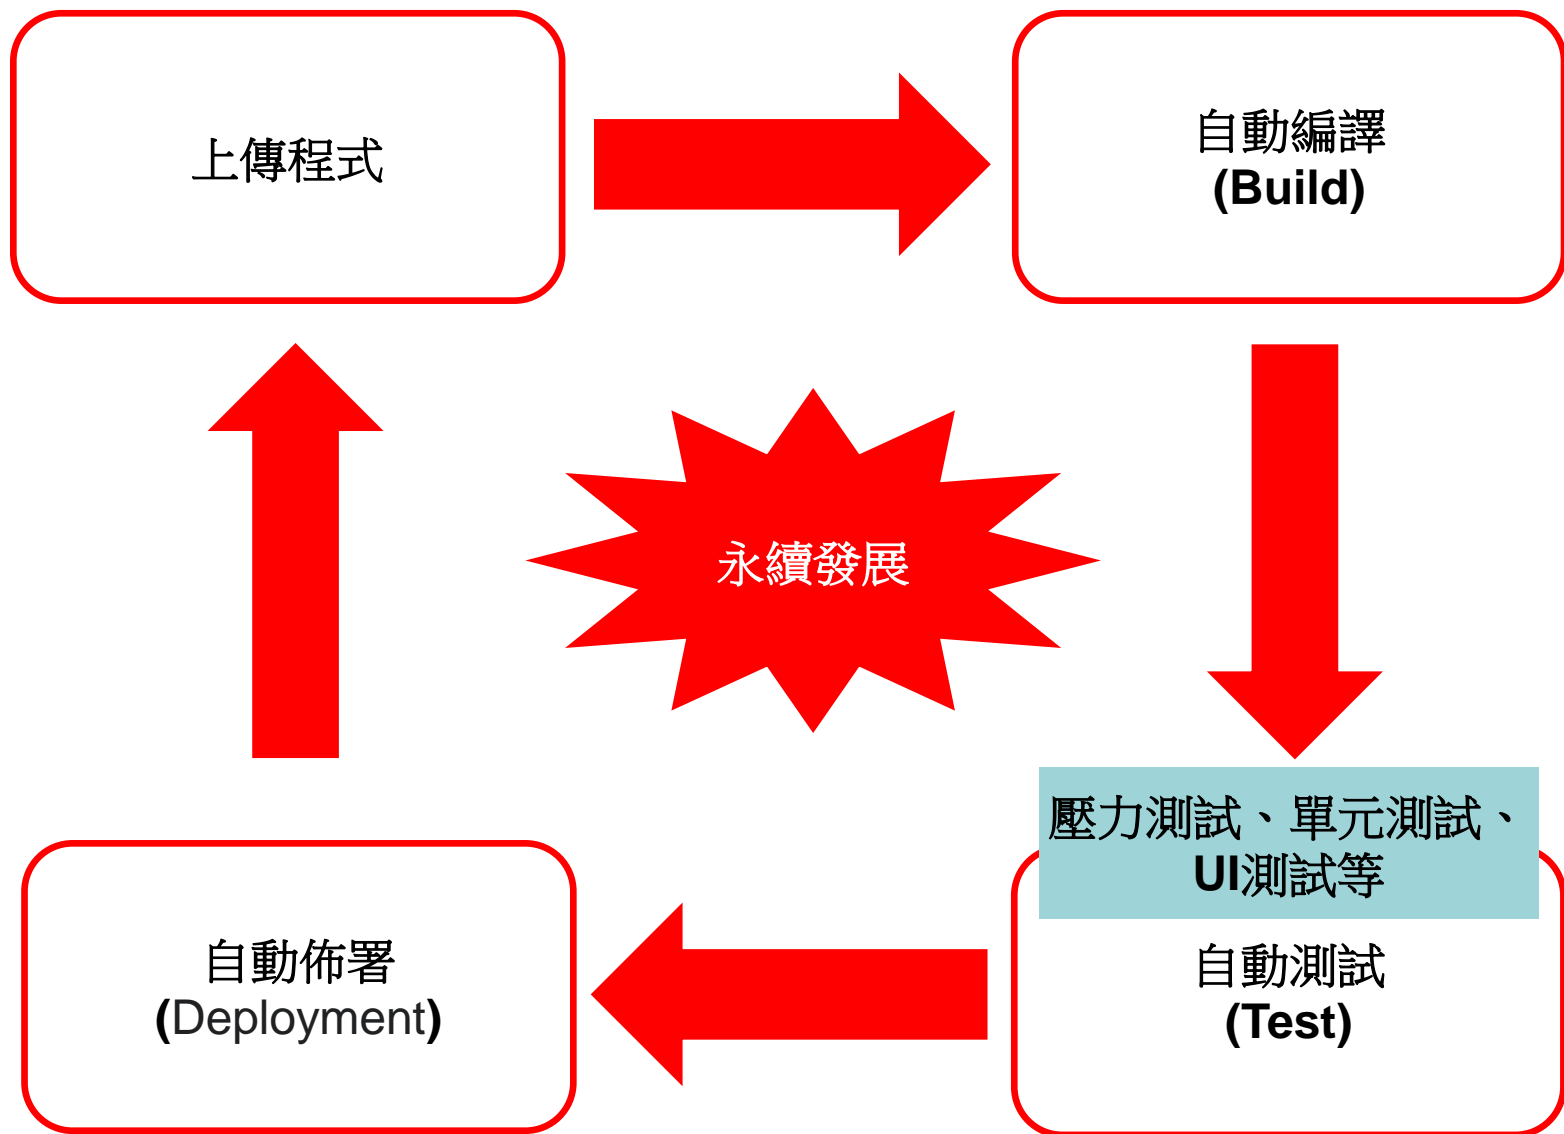 上傳程式
自動編譯
(Build)
永續發展
壓力測試、單元測試、
UI測試等
自動測試
(Test)
自動佈署
(Deployment)